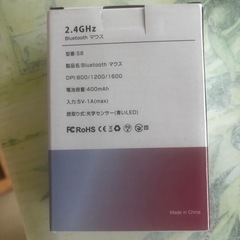 2.4GHz
Bluetooth マウス
型番:S8
製品名:Bluetooth マウス
DPI:800/1200/1600
電池容量:400mAh
入力:5V-1A(max)
読取り式:光学センサー(青いLED)
FC RoHS CE
Made in China